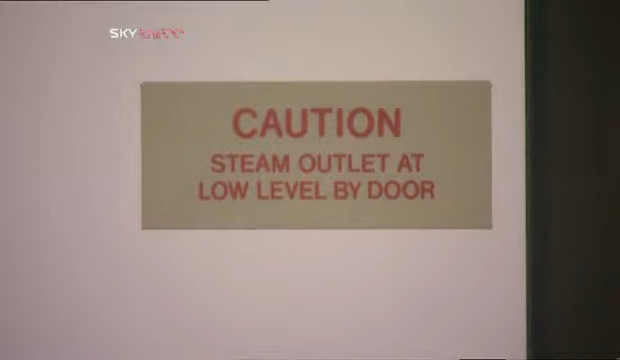 SKY
CAUTION
STEAM OUTLET AT
LOW LEVEL BY DOOR